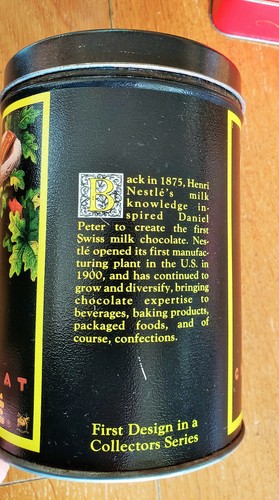 Back in 1875, Henri
Nestlé's milk
knowledge in-
spired Daniel
Peter to create the first
Swiss milk chocolate. Nes-
tlé opened its first manufac-
turing plant in the U.S. in
1900, and has continued to
grow and diversify, bringing
chocolate expertise to
beverages, baking products,
packaged foods, and of
course, confections.
First Design in a
Collectors Series
A T
C